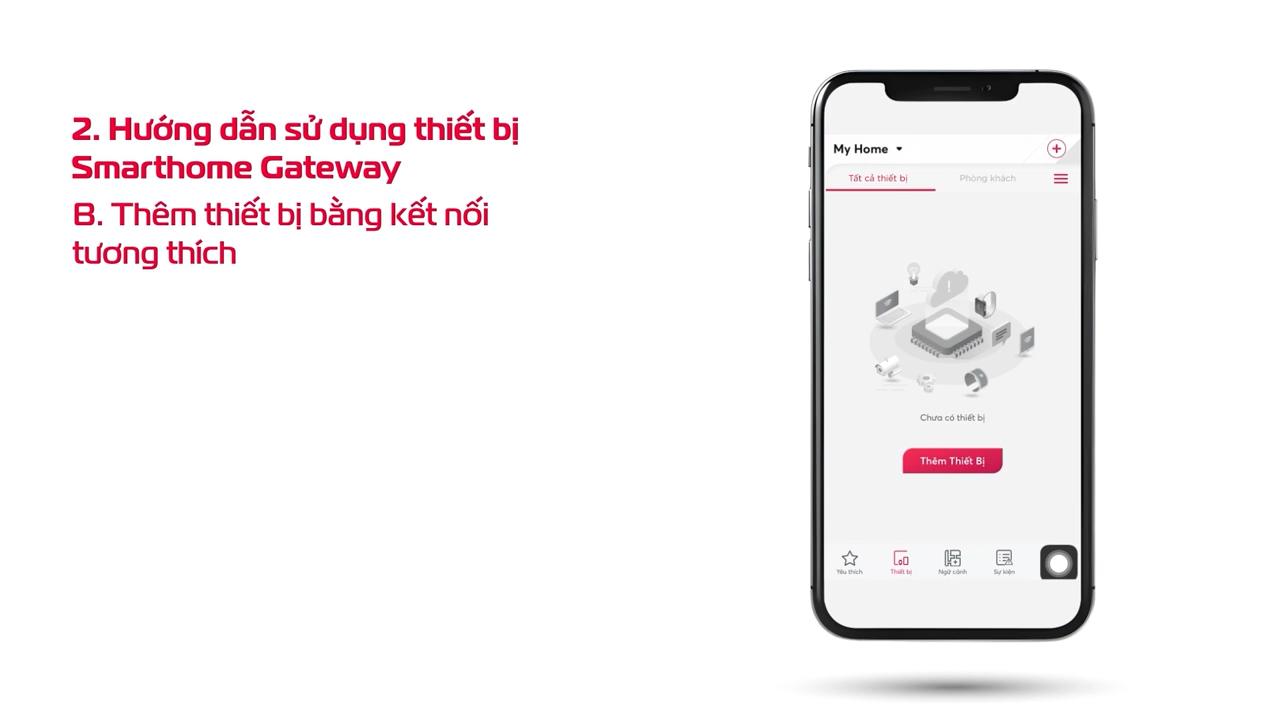 2. Hướng dẫn sử dụng thiết bị
Smarthome Gateway
B. Thêm thiết bị bằng kết nối
tương thích
My Home
Tất cả thiết bị
Phòng khách
Chưa có thiết bị
Thêm Thiết Bị
Yêu thích
Thiết bị
Ngữ cảnh
Sự kiện